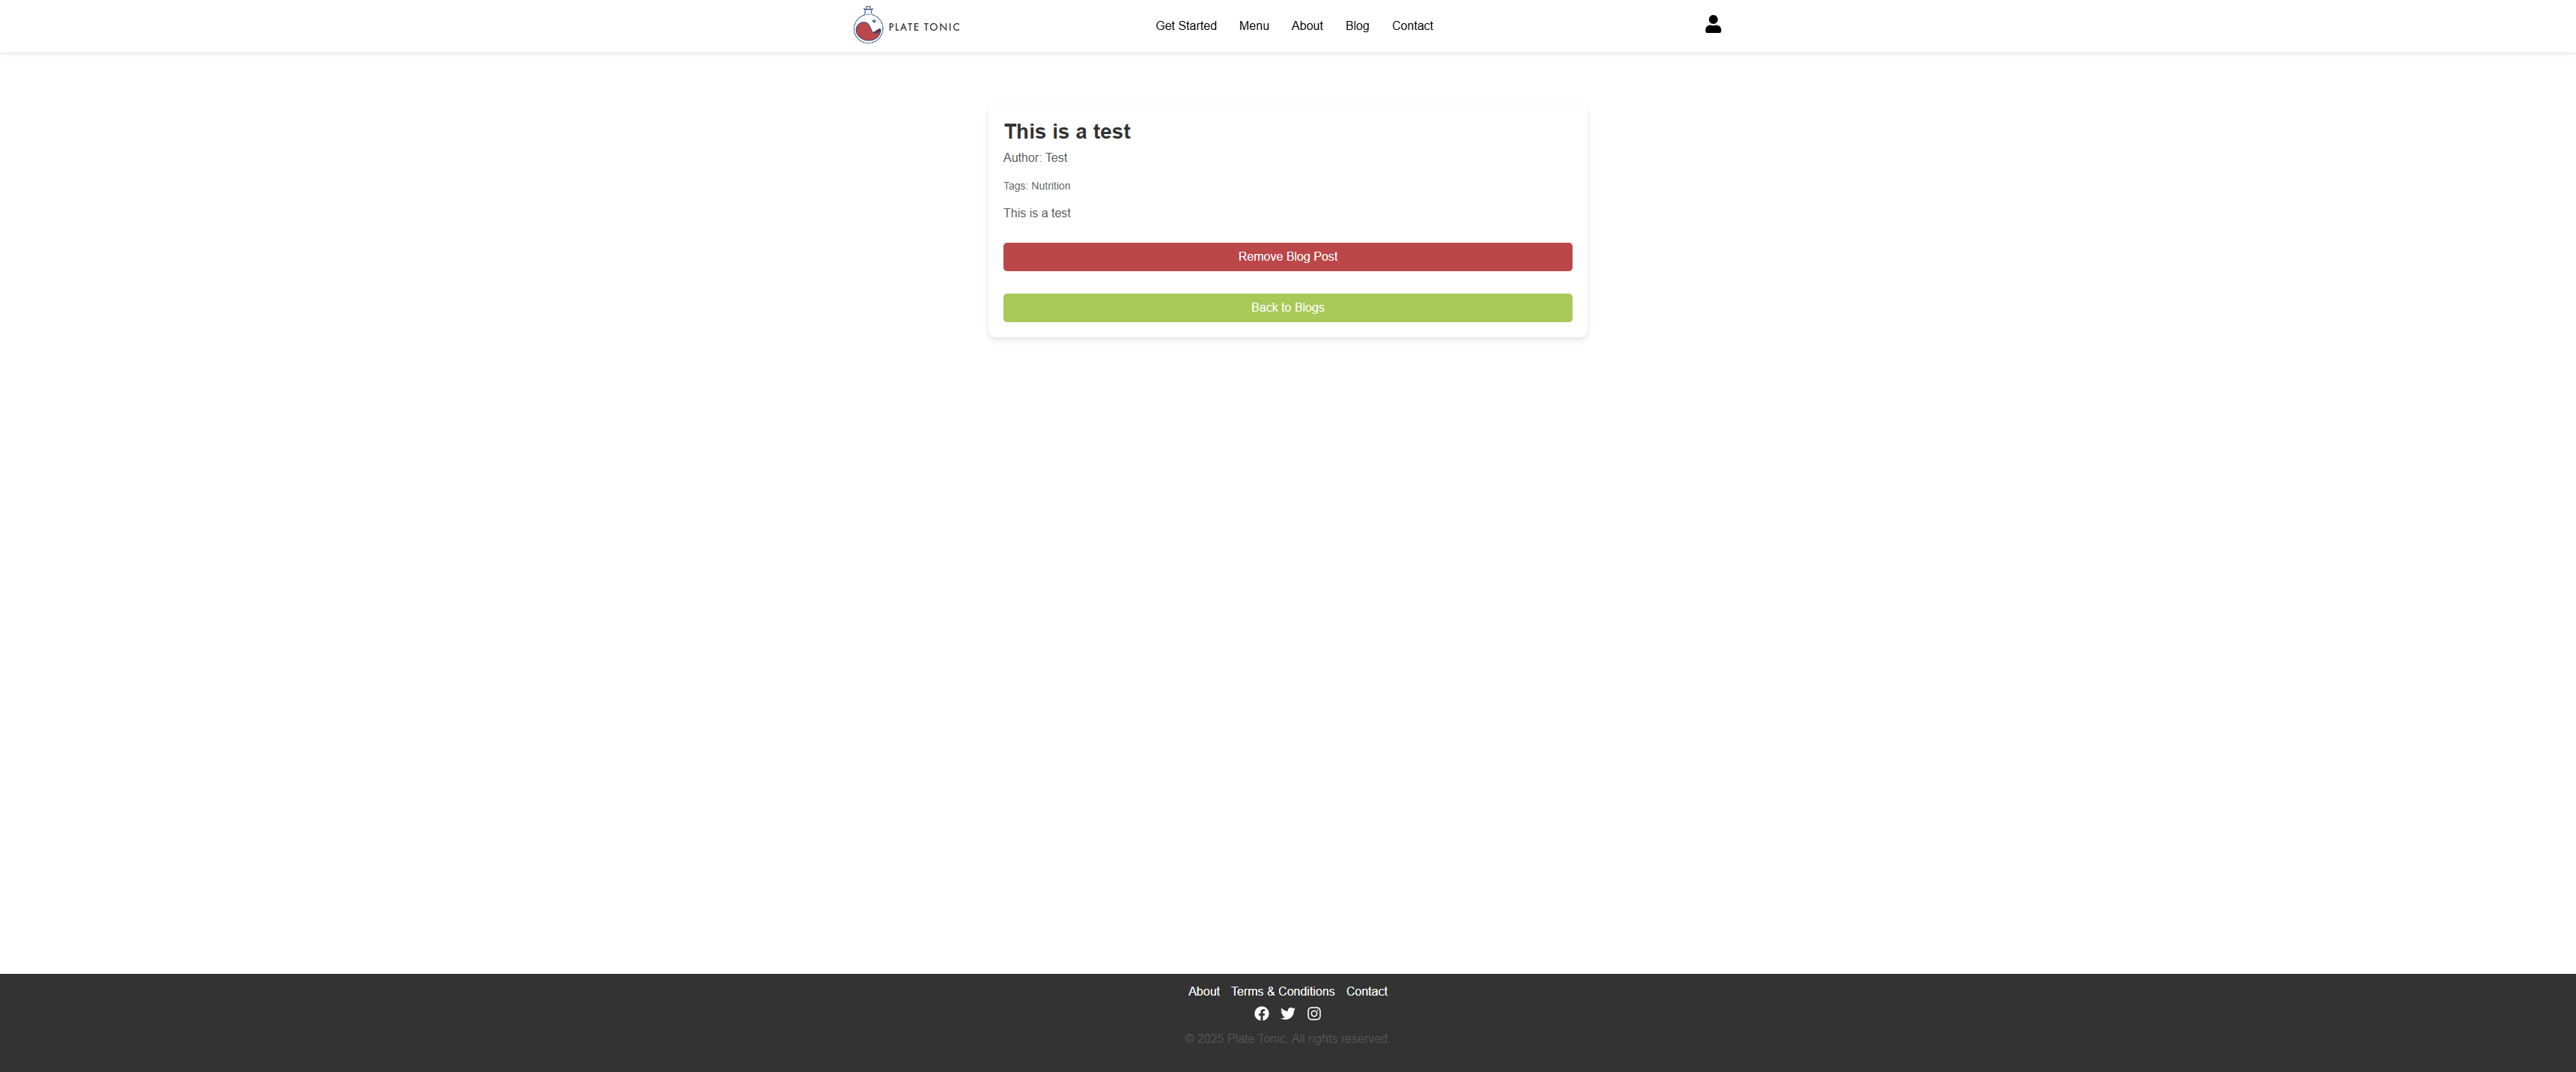 PLATE TONIC
Get Started Menu About Blog Contact
This is a test
Author: Test
Tags: Nutrition
This is a test
Remove Blog Post
Back to Blogs
About Terms & Conditions Contact
© 2025 Plate Tonic. All rights reserved.